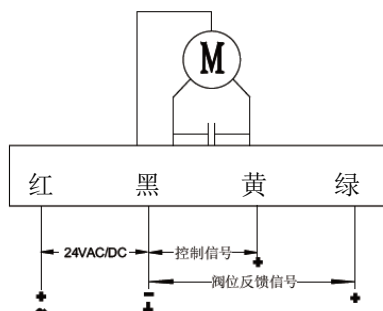 M
红 黑 黄 绿
24VAC/DC 控制信号
+
阀位反馈信号
+ - +
~